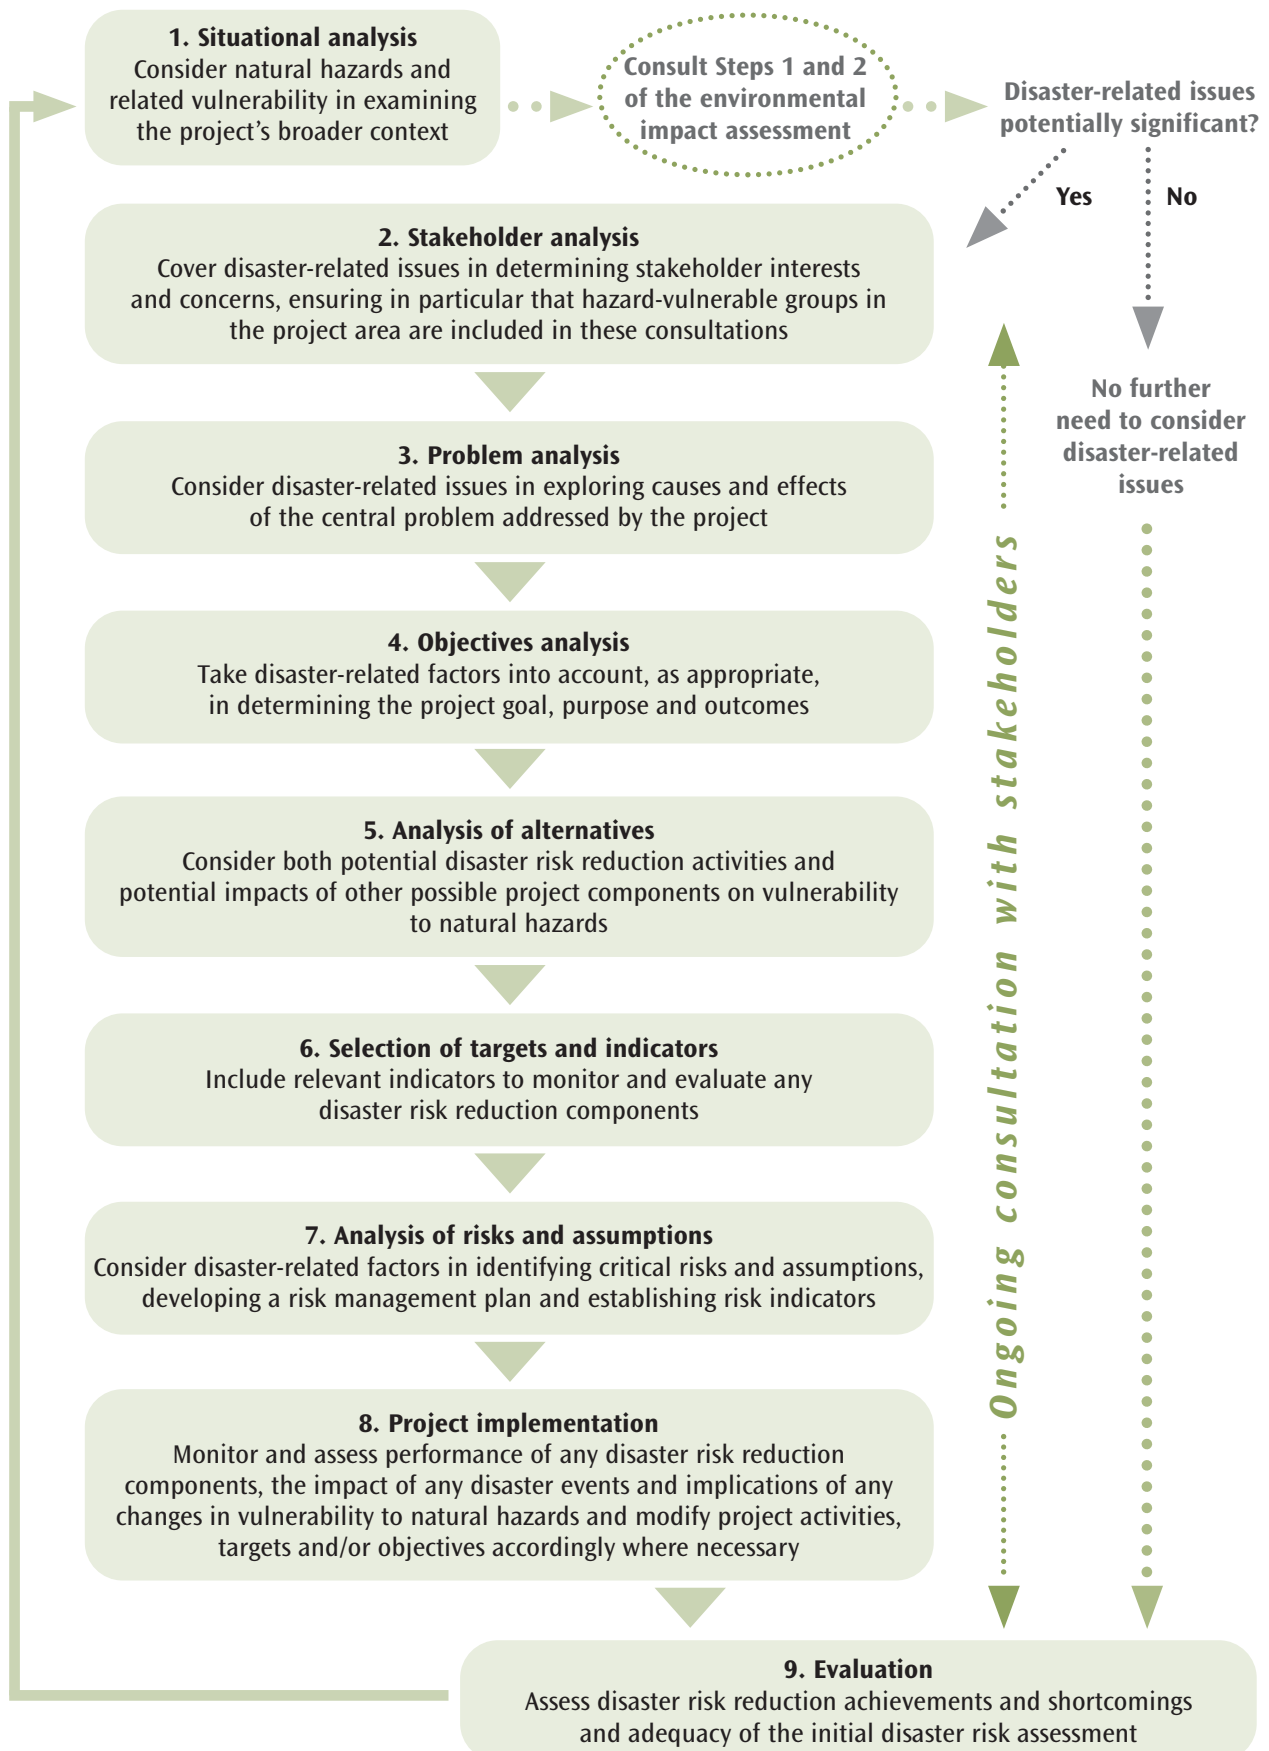 1. Situational analysis
Consider natural hazards and
related vulnerability in examining
the project's broader context
Consult Steps 1 and 2
of the environmental
impact assessment
Disaster-related issues
potentially significant?
Yes
No
2. Stakeholder analysis
Cover disaster-related issues in determining stakeholder interests
and concerns, ensuring in particular that hazard-vulnerable groups in
the project area are included in these consultations
No further
need to consider
disaster-related
issues
3. Problem analysis
Consider disaster-related issues in exploring causes and effects
of the central problem addressed by the project
Ongoing consultation with stakeholders
4. Objectives analysis
Take disaster-related factors into account, as appropriate,
in determining the project goal, purpose and outcomes
5. Analysis of alternatives
Consider both potential disaster risk reduction activities and
potential impacts of other possible project components on vulnerability
to natural hazards
6. Selection of targets and indicators
Include relevant indicators to monitor and evaluate any
disaster risk reduction components
7. Analysis of risks and assumptions
Consider disaster-related factors in identifying critical risks and assumptions,
developing a risk management plan and establishing risk indicators
8. Project implementation
Monitor and assess performance of any disaster risk reduction
components, the impact of any disaster events and implications of any
changes in vulnerability to natural hazards and modify project activities,
targets and/or objectives accordingly where necessary
9. Evaluation
Assess disaster risk reduction achievements and shortcomings
and adequacy of the initial disaster risk assessment